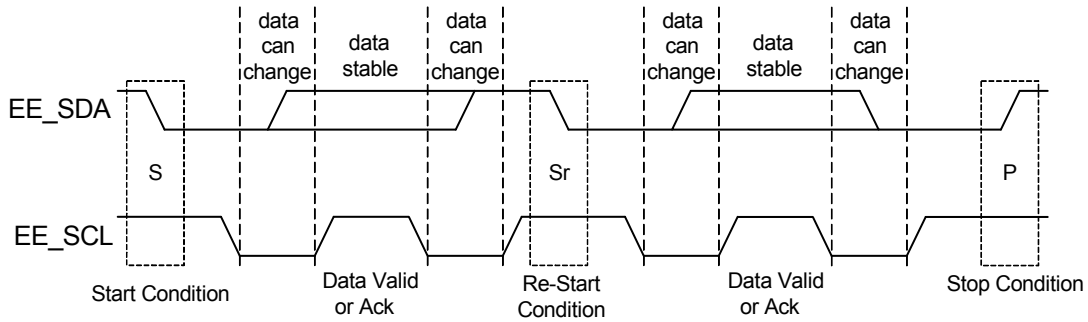 data
can
change
data
stable
data
can
change
data
can
change
data
stable
data
can
change
EE_SDA
S
Sr
P
EE_SCL
Start Condition
Data Valid
or Ack
Re-Start
Condition
Data Valid
or Ack
Stop Condition